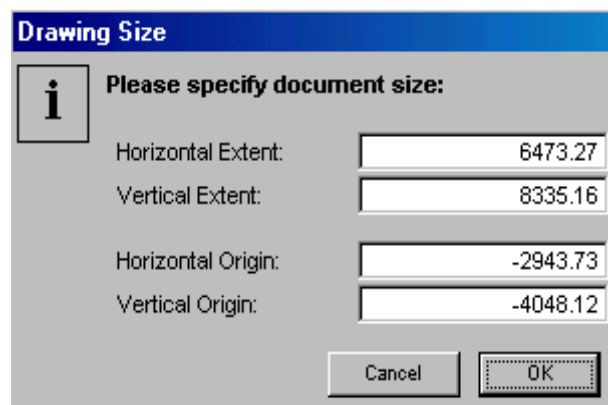 Drawing Size
i Please specify document size:
Horizontal Extent: 6473.27
Vertical Extent: 8335.16
Horizontal Origin: -2943.73
Vertical Origin: -4048.12
Cancel OK